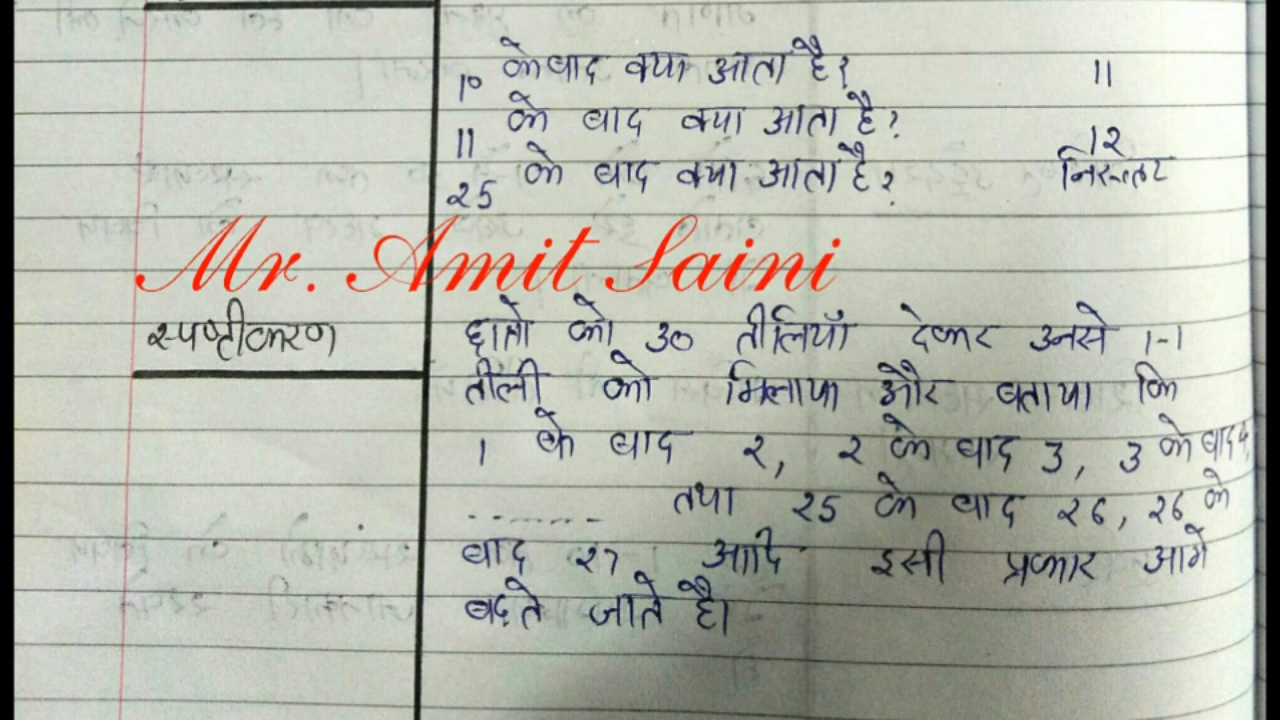 10 के बाद क्या आता है? 11
11 के बाद क्या आता है? 12
25 के बाद क्या आता है? निरुत्तर
Mr. Amit Saini
स्पष्टीकरण छात्रों को 30 तीलियाँ देकर उनसे 1-1
तीली को मिलाया और बताया कि
1 के बाद 2, 2 के बाद 3, 3 के बाद 4,
....... तथा 25 के बाद 26, 26 के
बाद 27 आदि इसी प्रकार आगे
बढ़ते जाते है।